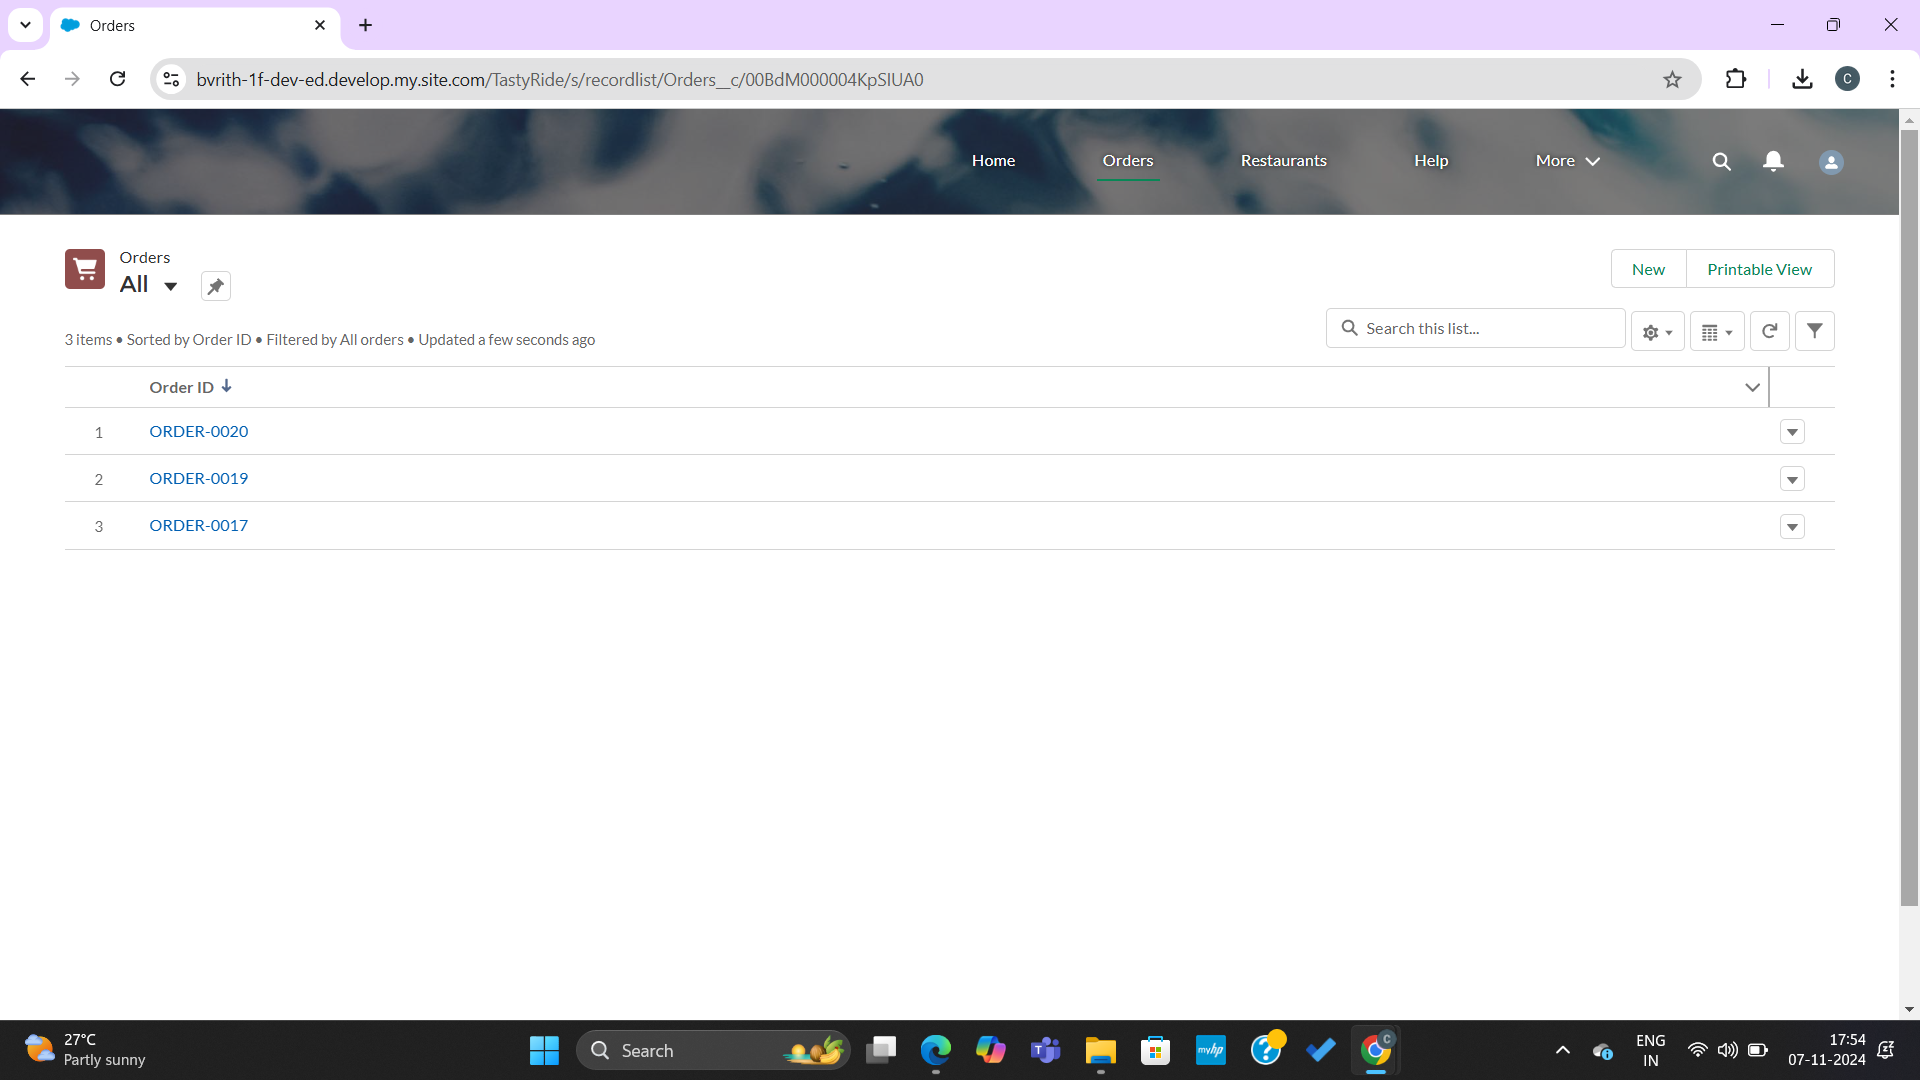 Orders
bvrith-1f-dev-ed.develop.my.site.com/TastyRide/s/recordlist/Orders__c/00BdM000004KpSIUA0
C
Home Orders Restaurants Help More
Orders
All
New Printable View
3 items • Sorted by Order ID • Filtered by All orders • Updated a few seconds ago
Search this list...
Order ID
1 ORDER-0020
2 ORDER-0019
3 ORDER-0017
27°C
Partly sunny
Search
T
myhp
?
C
ENG
IN
17:54
07-11-2024